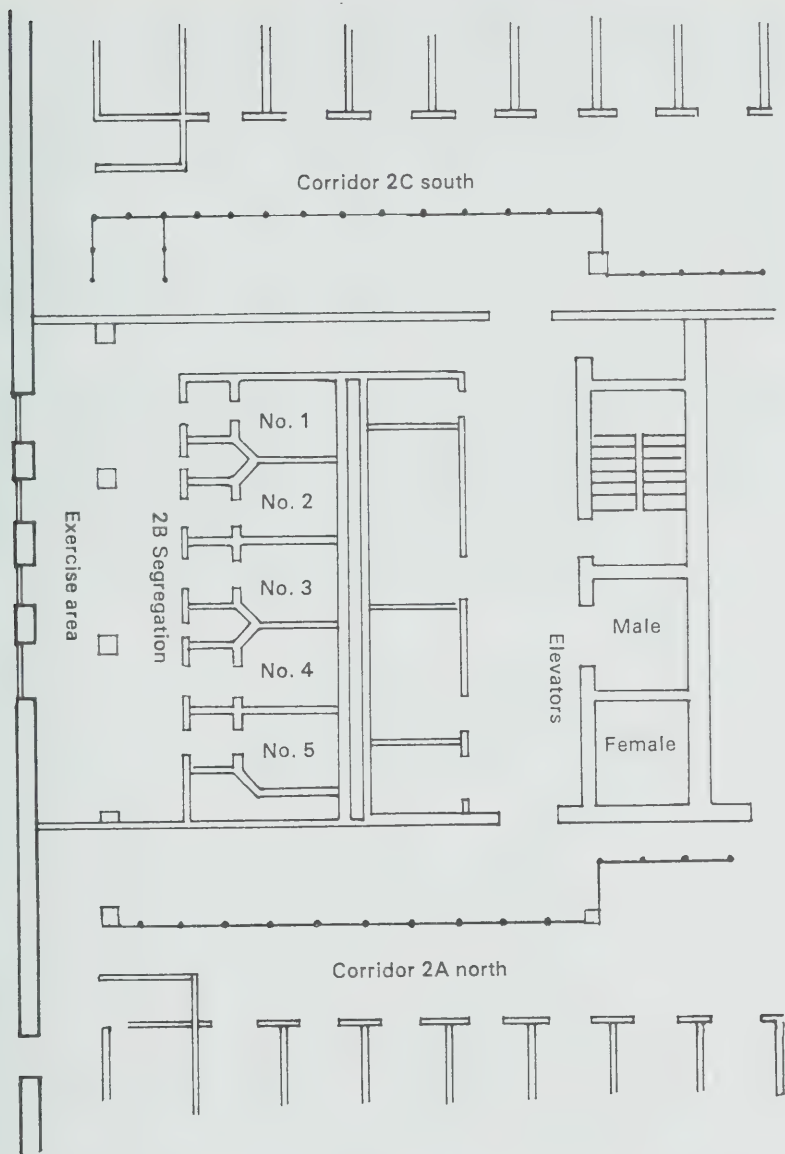 Corridor 2C south
No. 1
No. 2
No. 3
No. 4
No. 5
2B Segregation
Exercise area
Elevators
Male
Female
Corridor 2A north